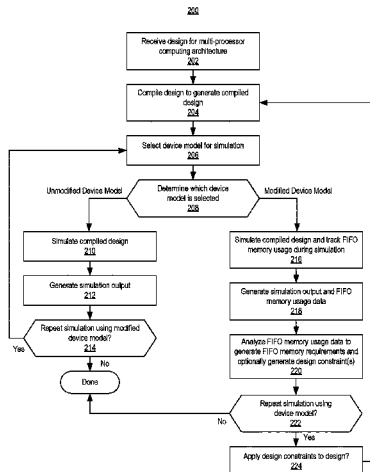 200
Receive design for multi-processor
computing architecture
202
Compile design to generate compiled
design
204
Select device model for simulation
206
Unmodified Device Model
Determine which device
model is selected
208
Modified Device Model
Simulate compiled design
210
Generate simulation output
212
Repeat simulation using modified
device model?
214
Yes
No
Done
Simulate compiled design and track FIFO
memory usage during simulation
216
Generate simulation output and FIFO
memory usage data
218
Analyze FIFO memory usage data to
generate FIFO memory requirements and
optionally generate design constraint(s)
220
Repeat simulation using
device model?
222
No
Yes
Apply design constraints to design?
224